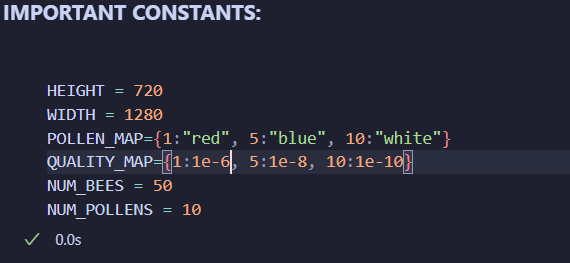 IMPORTANT CONSTANTS:
HEIGHT = 720
WIDTH = 1280
POLLEN_MAP={1:"red", 5:"blue", 10:"white"}
QUALITY_MAP={1:1e-6, 5:1e-8, 10:1e-10}
NUM_BEES = 50
NUM_POLLENS = 10
✓ 0.0s